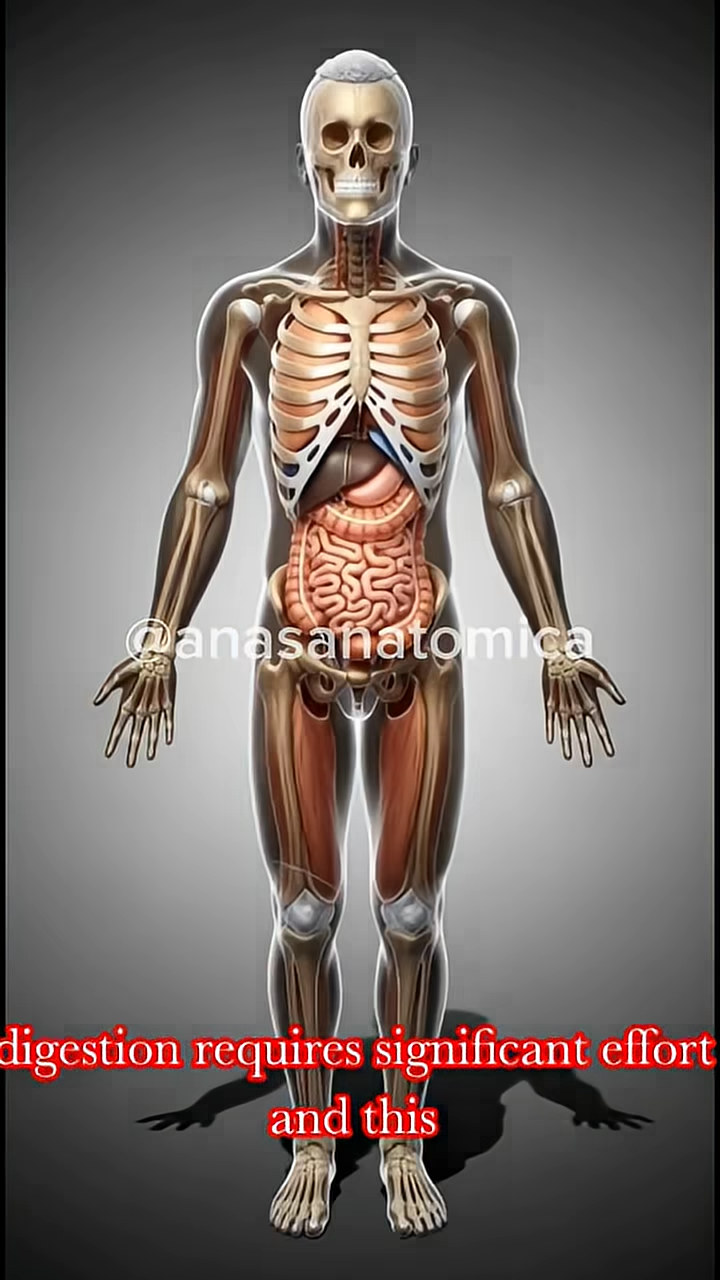 @anasanatomica
digestion requires significant effort
and this